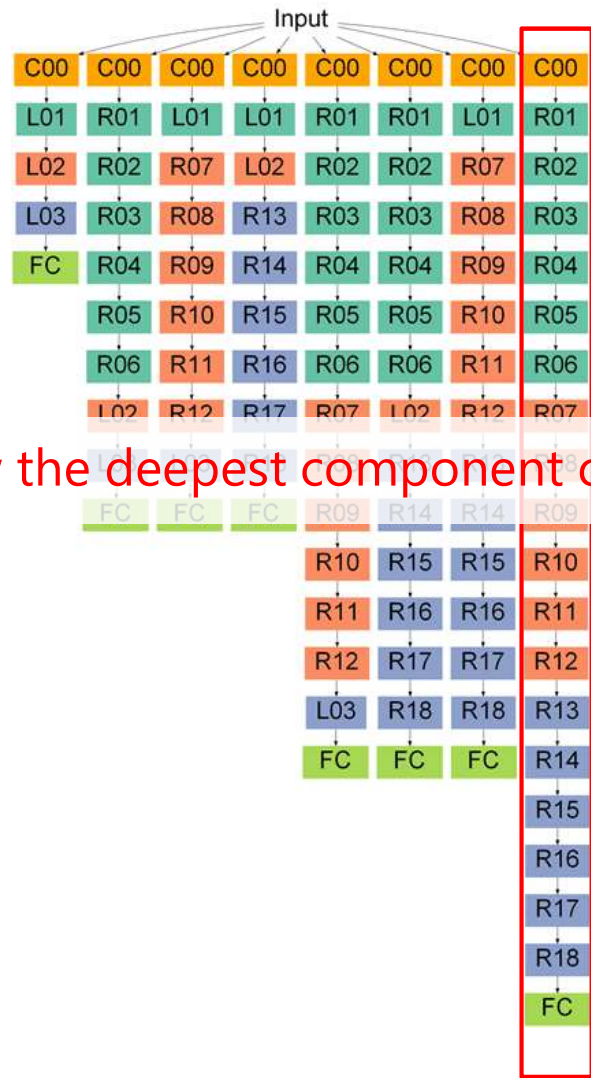 Input
C00 C00 C00 C00 C00 C00 C00 C00
L01 R01 L01 L01 R01 R01 L01 R01
L02 R02 R07 L02 R02 R02 R07 R02
L03 R03 R08 R13 R03 R03 R08 R03
FC R04 R09 R14 R04 R04 R09 R04
R05 R10 R15 R05 R05 R10 R05
R06 R11 R16 R06 R06 R11 R06
L02 R12 R17 R07 L02 R12 R07
the deepest component
FC FC FC R09 R14 R14 R09
R10 R15 R15 R10
R11 R16 R16 R11
R12 R17 R17 R12
L03 R18 R18 R13
FC FC FC R14
R15
R16
R17
R18
FC